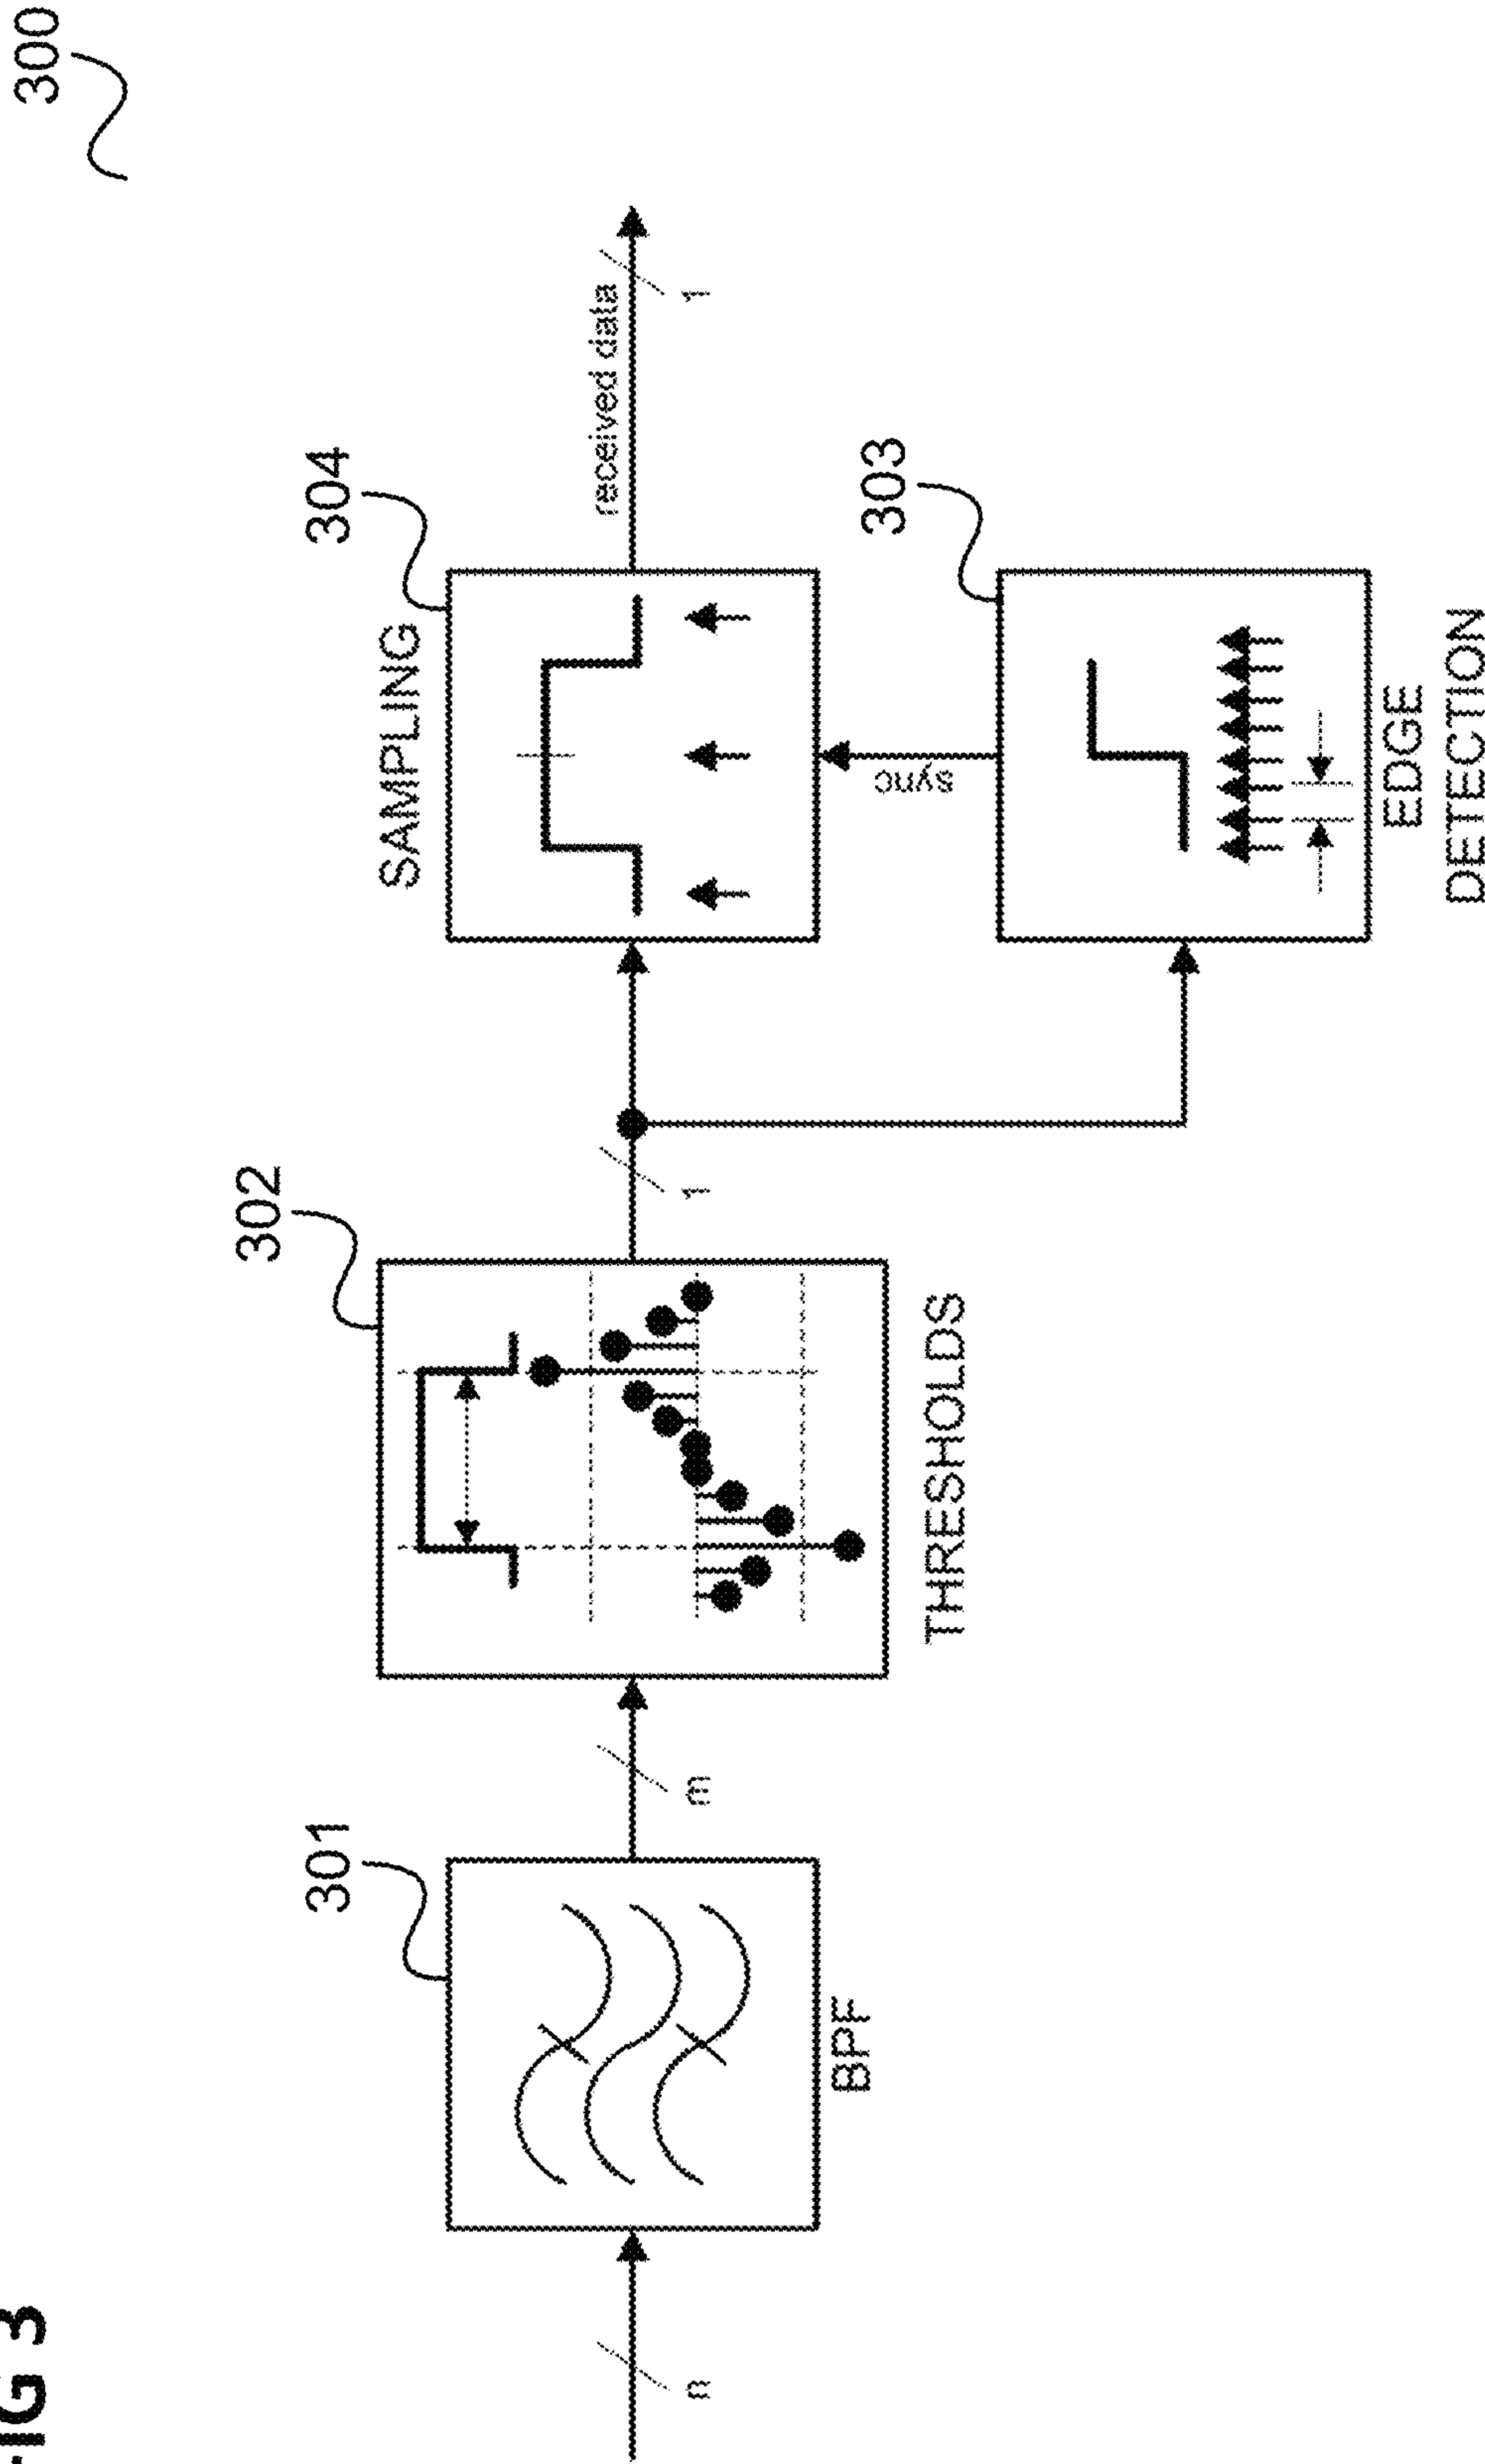 FIG 3
300
302
301
304
SAMPLING
received data
n
m
1
1
BPF
sync
303
THRESHOLDS
EDGE
DETECTION